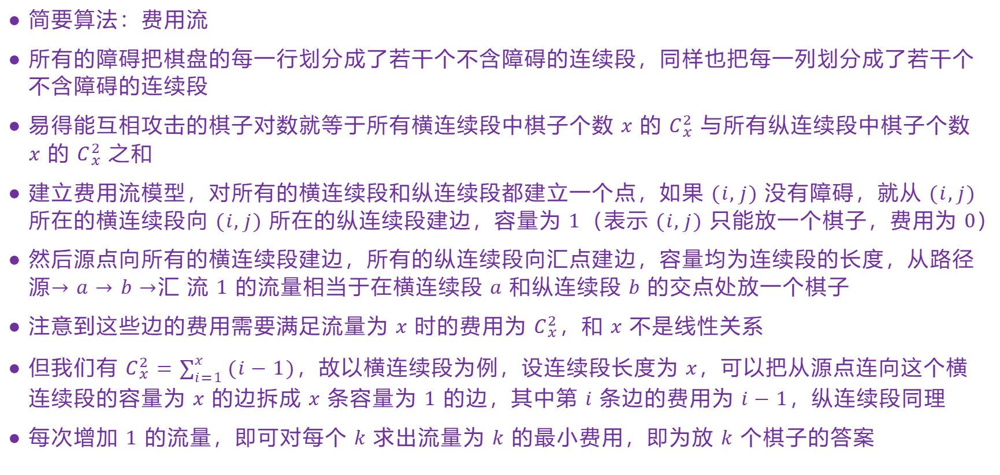 ● 简要算法：费用流
● 所有的障碍把棋盘的每一行划分成了若干个不含障碍的连续段，同样也把每一列划分成了若干个
不含障碍的连续段
● 易得能互相攻击的棋子对数就等于所有横连续段中棋子个数 x 的 C_x^2 与所有纵连续段中棋子个数
x 的 C_x^2 之和
● 建立费用流模型，对所有的横连续段和纵连续段都建立一个点，如果 (i, j) 没有障碍，就从 (i, j)
所在的横连续段向 (i, j) 所在的纵连续段建边，容量为 1（表示 (i, j) 只能放一个棋子，费用为 0）
● 然后源点向所有的横连续段建边，所有的纵连续段向汇点建边，容量均为连续段的长度，从路径
源→ a → b →汇 流 1 的流量相当于在横连续段 a 和纵连续段 b 的交点处放一个棋子
● 注意到这些边的费用需要满足流量为 x 时的费用为 C_x^2，和 x 不是线性关系
● 但我们有 C_x^2 = ∑_{i=1}^x (i − 1)，故以横连续段为例，设连续段长度为 x，可以把从源点连向这个横
连续段的容量为 x 的边拆成 x 条容量为 1 的边，其中第 i 条边的费用为 i − 1，纵连续段同理
● 每次增加 1 的流量，即可对每个 k 求出流量为 k 的最小费用，即为放 k 个棋子的答案